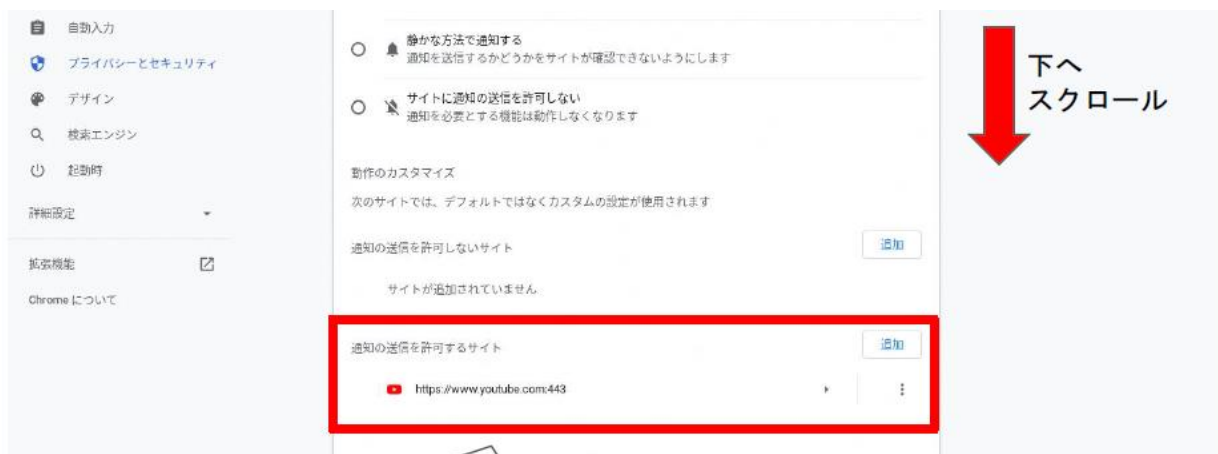 自動入力
プライバシーとセキュリティ
デザイン
検索エンジン
起動時
詳細設定
拡張機能
Chrome について
静かな方法で通知する
通知を送信するかどうかをサイトが確認できないようにします
サイトに通知の送信を許可しない
通知を必要とする機能は動作しなくなります
動作のカスタマイズ
次のサイトでは、デフォルトではなくカスタムの設定が使用されます
通知の送信を許可しないサイト
追加
サイトが追加されていません
通知の送信を許可するサイト
追加
https://www.youtube.com:443
下へ
スクロール